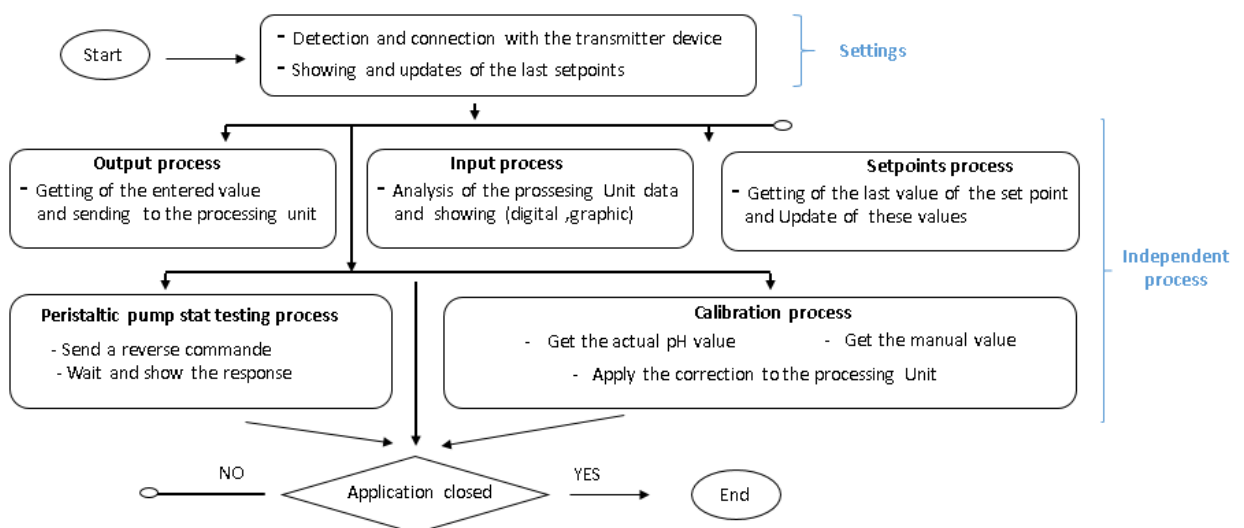 Start
- Detection and connection with the transmitter device
- Showing and updates of the last setpoints
Settings
Output process
- Getting of the entered value
and sending to the processing unit
Input process
- Analysis of the prossesing Unit data
and showing (digital ,graphic)
Setpoints process
- Getting of the last value of the set point
and Update of these values
Independent
process
Peristaltic pump stat testing process
- Send a reverse commande
- Wait and show the response
Calibration process
- Get the actual pH value
- Get the manual value
- Apply the correction to the processing Unit
NO
Application closed
YES
End